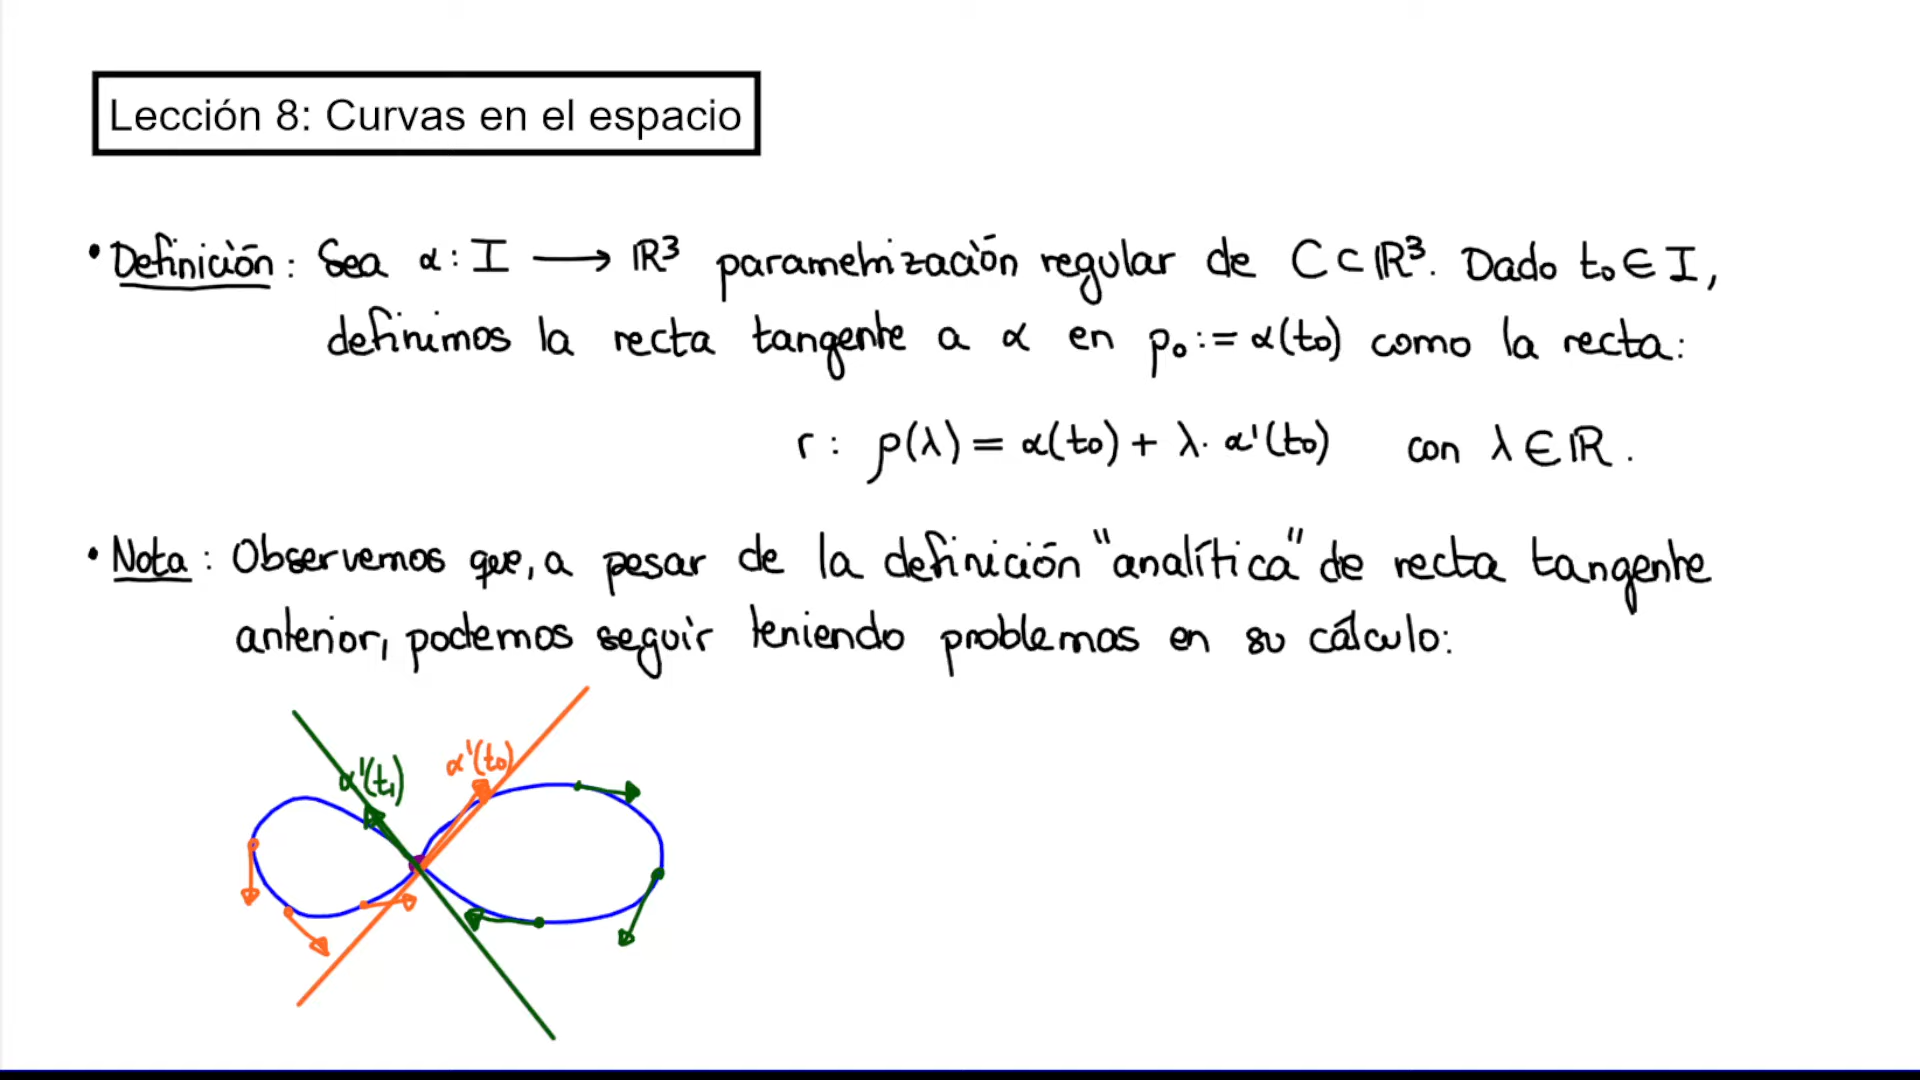 Lección 8: Curvas en el espacio
• Definición: Sea α: I ⟶ ℝ³ parametrización regular de C⊂ℝ³. Dado t₀∈I,
definimos la recta tangente a α en p₀:=α(t₀) como la recta:
r: ρ(λ) = α(t₀) + λ· α'(t₀) con λ∈ℝ.
• Nota: Observemos que, a pesar de la definición "analítica" de recta tangente
anterior, podemos seguir teniendo problemas en su cálculo:
α'(t₁) α'(t₀)